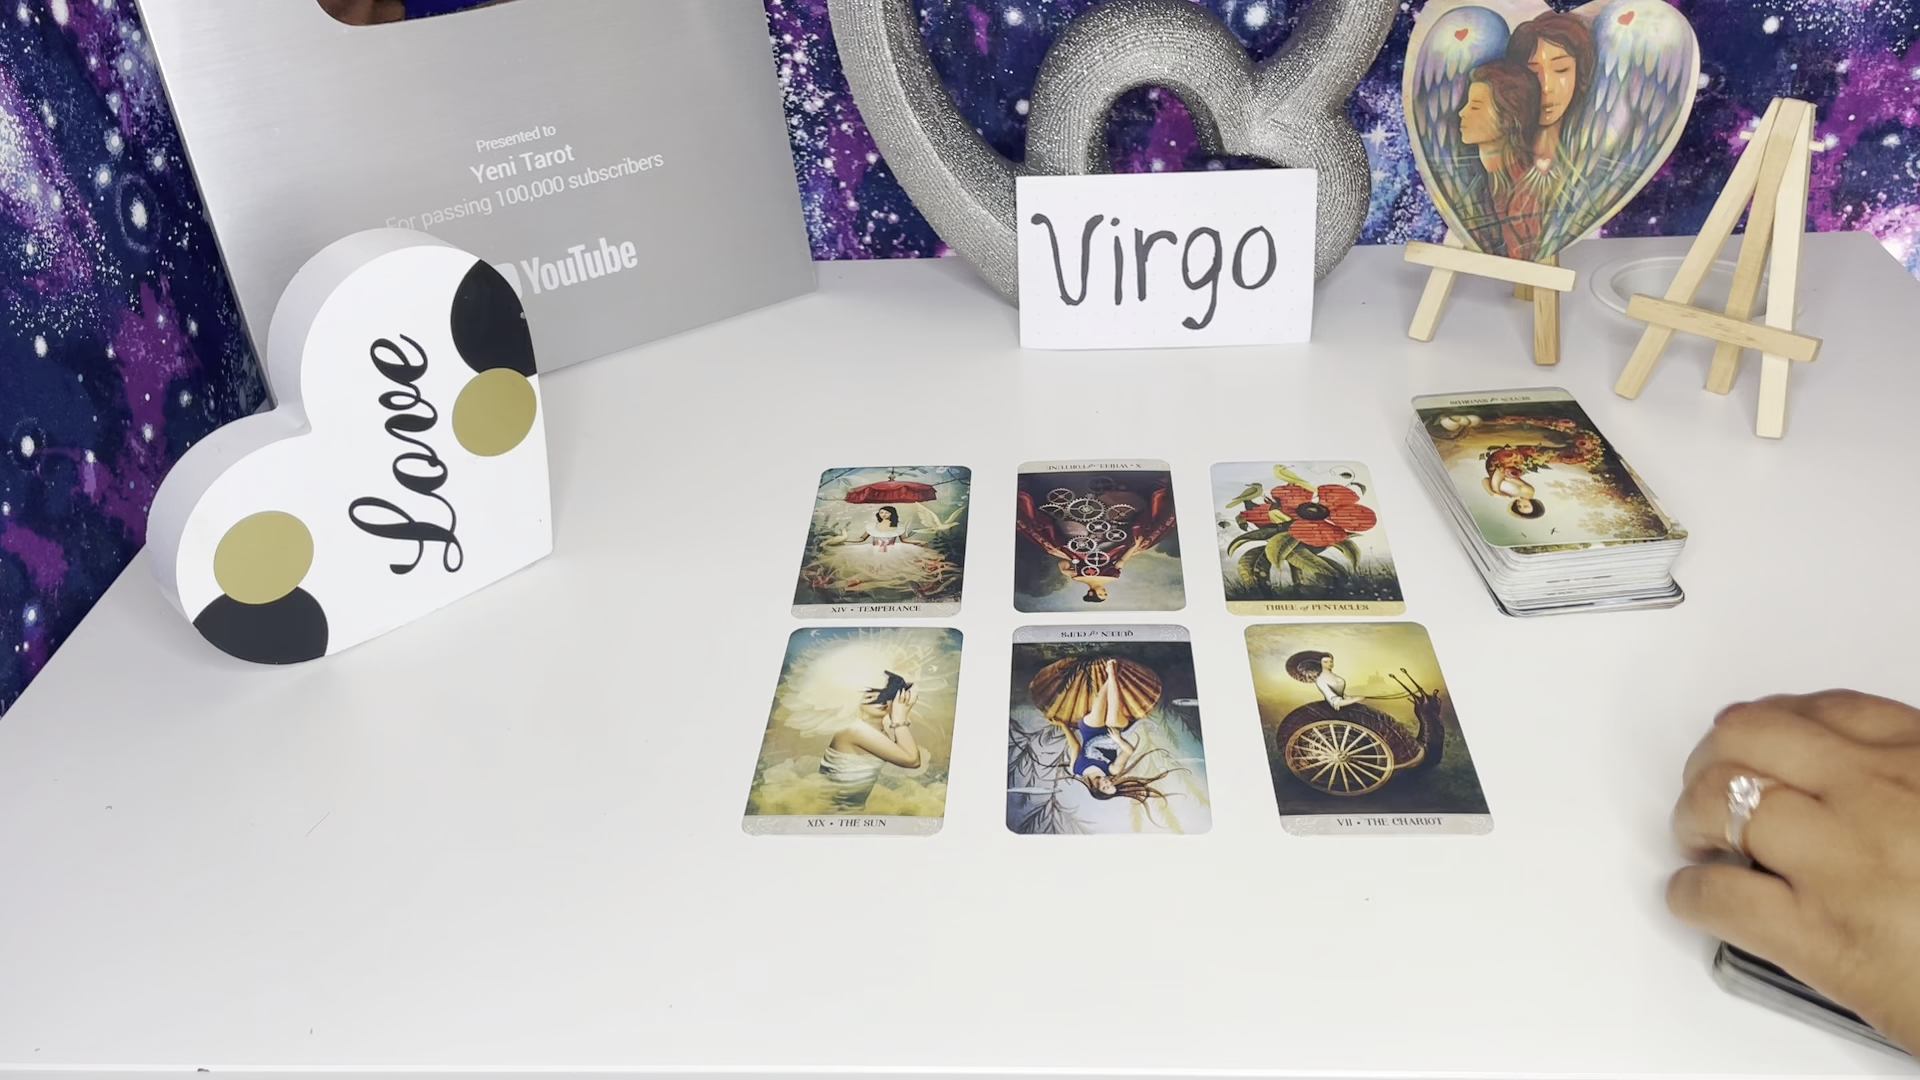 Presented to
Yeni Tarot
For passing 100,000 subscribers
YouTube
Love
Virgo
XIV • TEMPERANCE
X • WHEEL of FORTUNE
THREE of PENTACLES
XIX • THE SUN
QUEEN of CUPS
VII • THE CHARIOT